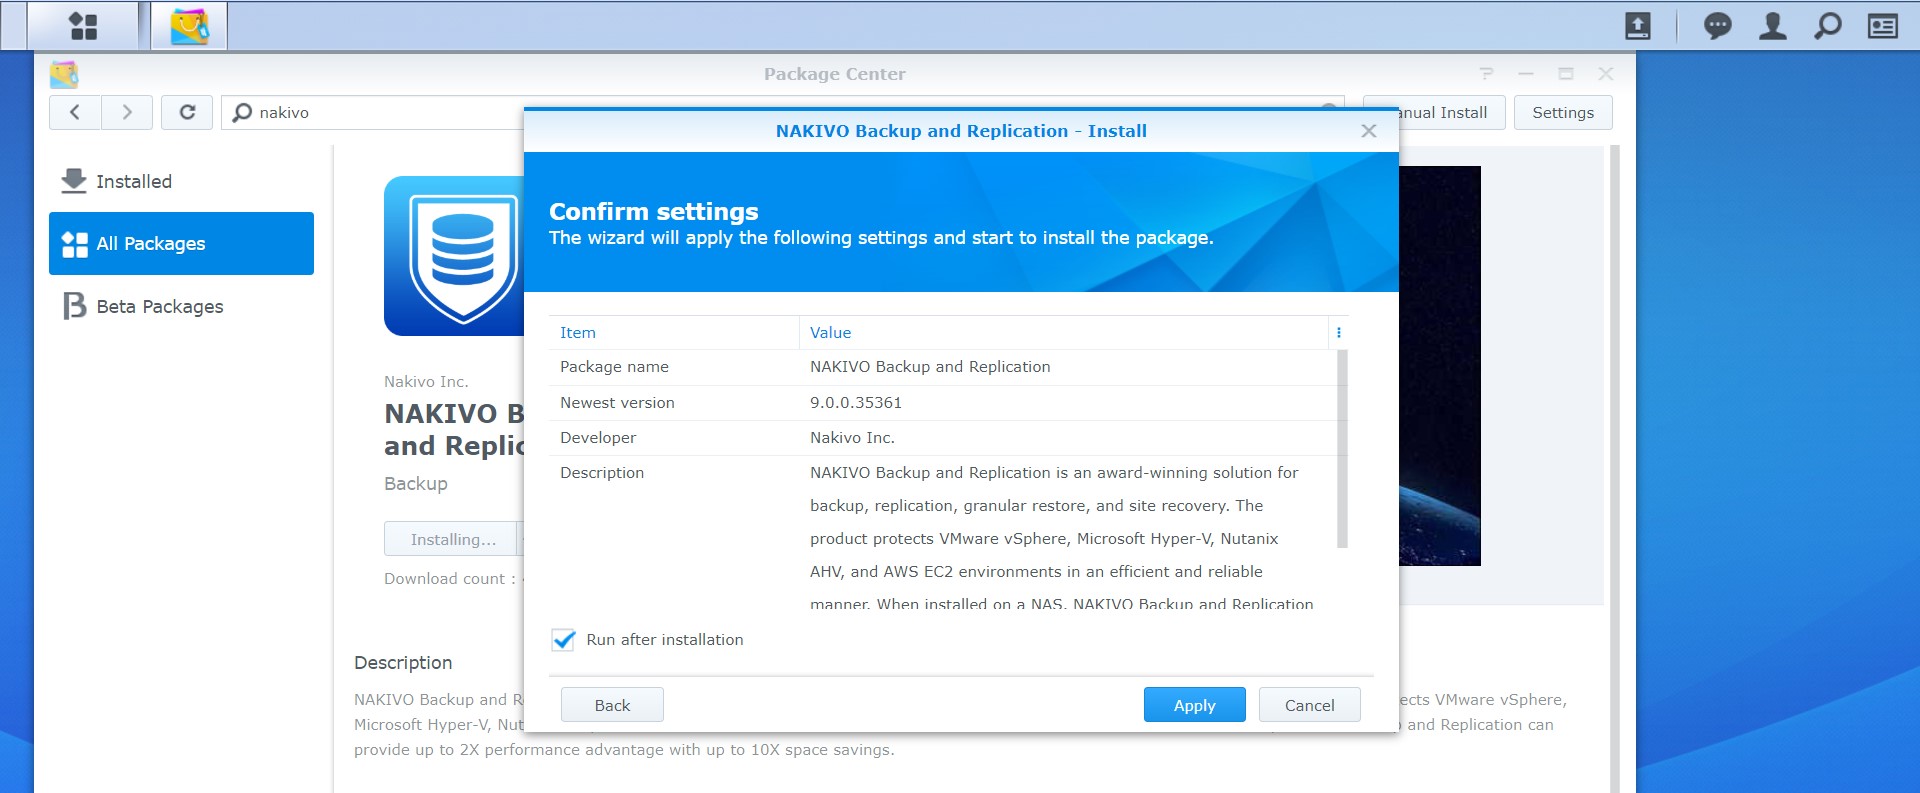 Package Center
nakivo
Manual Install
Settings
Installed
All Packages
Beta Packages
Nakivo Inc.
NAKIVO B
and Replic
Backup
Installing...
Download count :
NAKIVO Backup and Replication - Install
Confirm settings
The wizard will apply the following settings and start to install the package.
Item Value
Package name NAKIVO Backup and Replication
Newest version 9.0.0.35361
Developer Nakivo Inc.
Description NAKIVO Backup and Replication is an award-winning solution for
backup, replication, granular restore, and site recovery. The
product protects VMware vSphere, Microsoft Hyper-V, Nutanix
AHV, and AWS EC2 environments in an efficient and reliable
manner. When installed on a NAS, NAKIVO Backup and Replication
Run after installation
Back Apply Cancel
Description
NAKIVO Backup and R ects VMware vSphere,
Microsoft Hyper-V, Nut and Replication can
provide up to 2X performance advantage with up to 10X space savings.